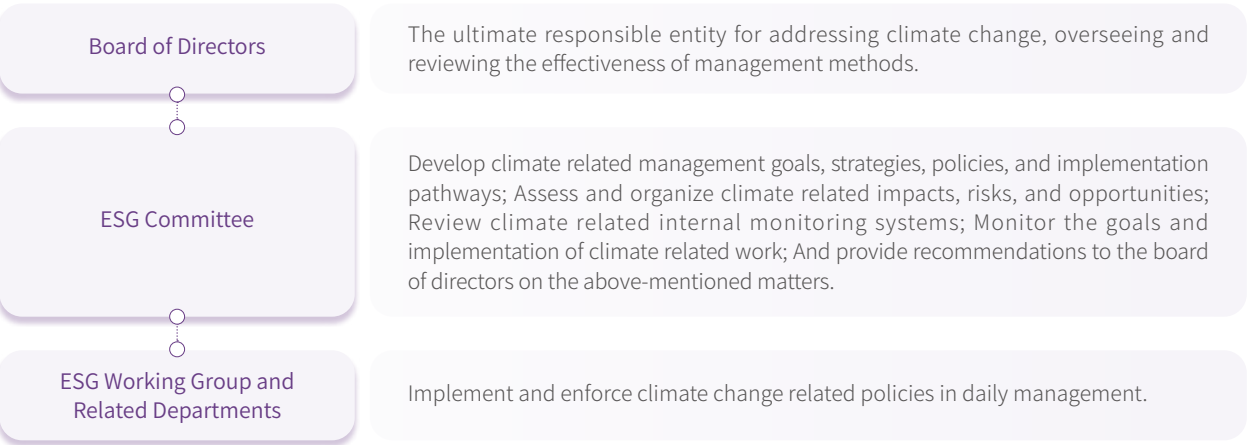 Board of Directors
The ultimate responsible entity for addressing climate change, overseeing and
reviewing the effectiveness of management methods.
ESG Committee
Develop climate related management goals, strategies, policies, and implementation
pathways; Assess and organize climate related impacts, risks, and opportunities;
Review climate related internal monitoring systems; Monitor the goals and
implementation of climate related work; And provide recommendations to the board
of directors on the above-mentioned matters.
ESG Working Group and
Related Departments
Implement and enforce climate change related policies in daily management.